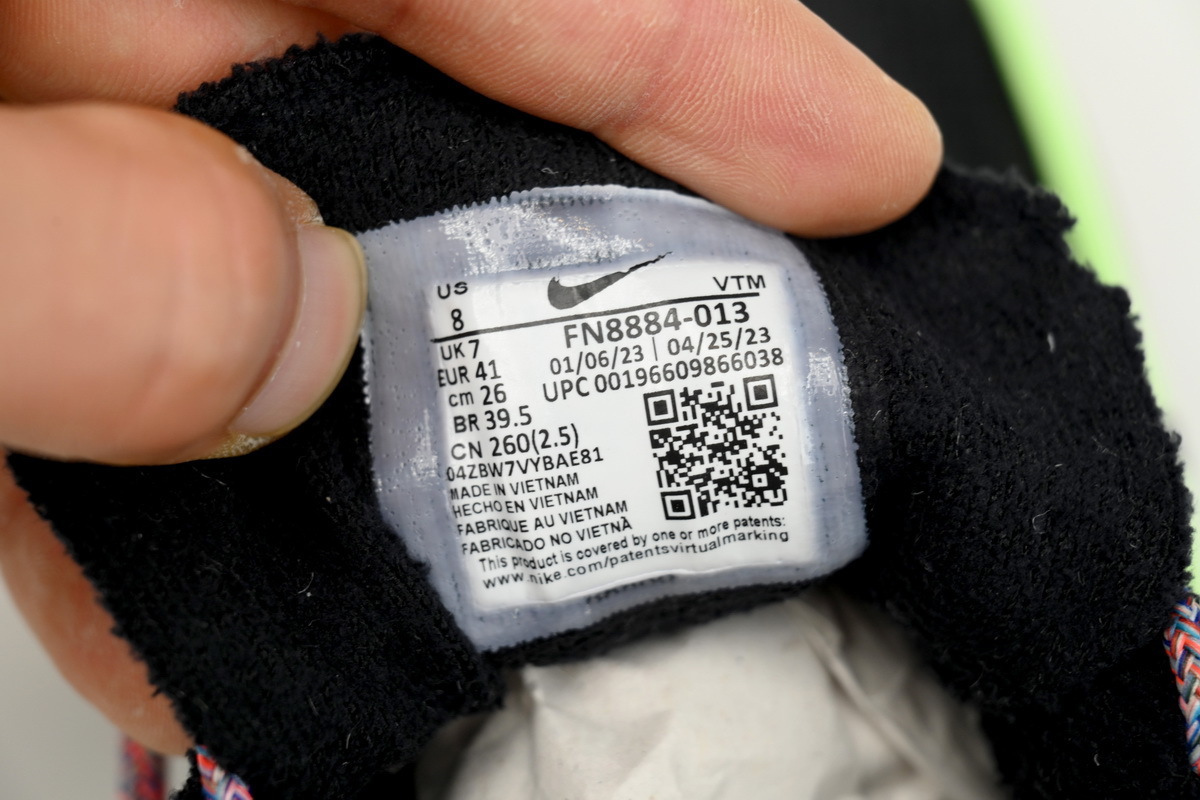 US VTM
8 FN8884-013
UK 7 01/06/23 | 04/25/23
EUR 41 UPC 00196609866038
cm 26
BR 39.5
CN 260(2.5)
04ZBW7VYBAE81
MADE IN VIETNAM
HECHO EN VIETNAM
FABRIQUE AU VIETNAM
FABRICADO NO VIETNÃ
This product is covered by one or more patents:
www.nike.com/patentsvirtualmarking